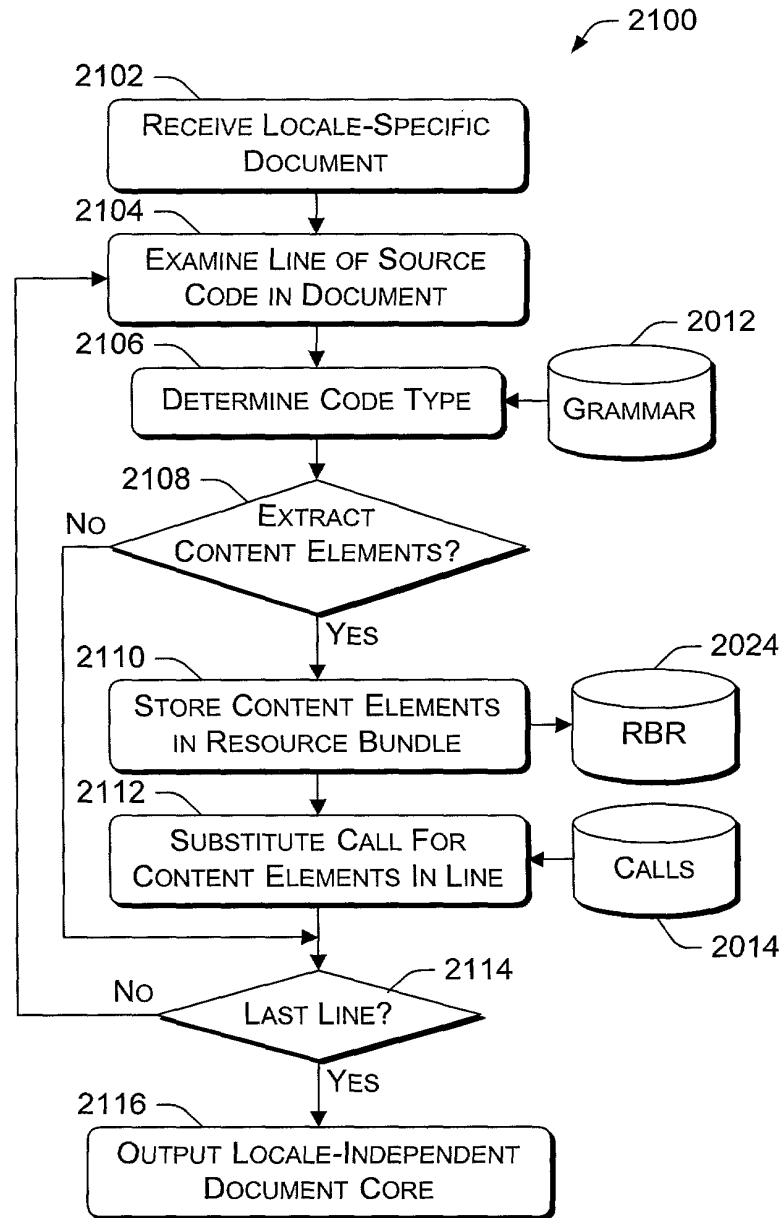 2100
2102
RECEIVE LOCALE-SPECIFIC
DOCUMENT
2104
EXAMINE LINE OF SOURCE
CODE IN DOCUMENT
2106
DETERMINE CODE TYPE
2012
GRAMMAR
2108
EXTRACT
CONTENT ELEMENTS?
NO
YES
2110
STORE CONTENT ELEMENTS
IN RESOURCE BUNDLE
2024
RBR
2112
SUBSTITUTE CALL FOR
CONTENT ELEMENTS IN LINE
CALLS
2014
2114
LAST LINE?
NO
YES
2116
OUTPUT LOCALE-INDEPENDENT
DOCUMENT CORE